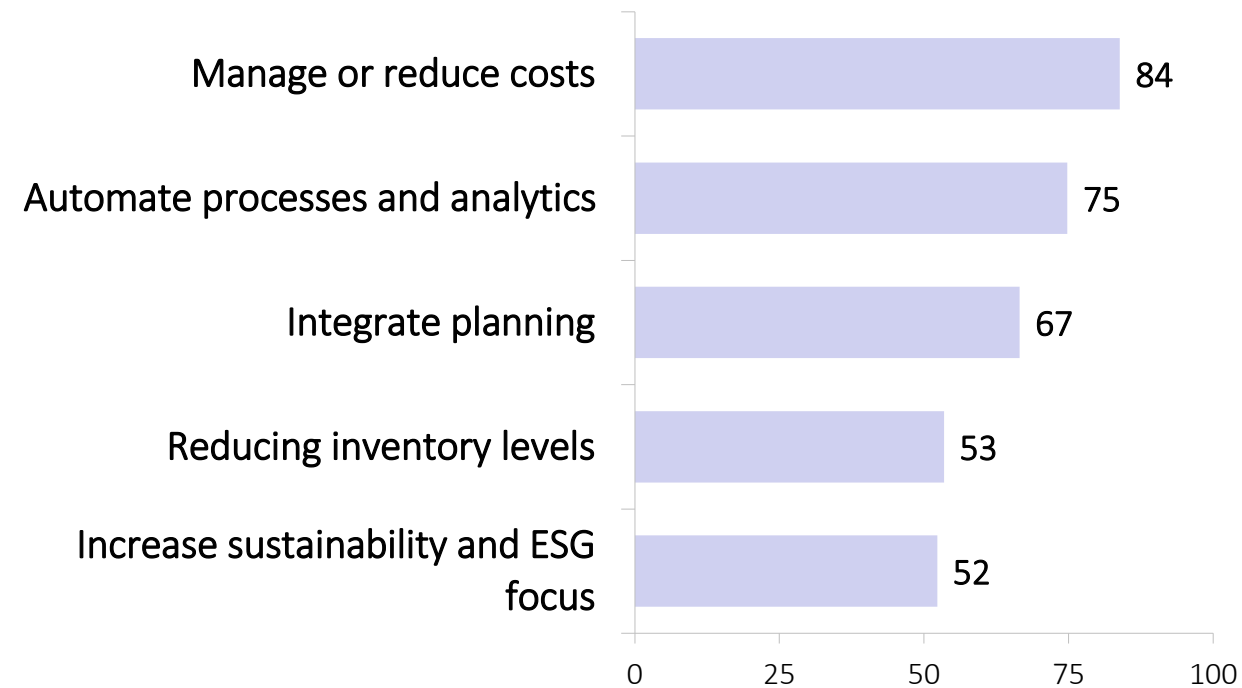 Manage or reduce costs
84
Automate processes and analytics
75
Integrate planning
67
Reducing inventory levels
53
Increase sustainability and ESG
focus
52
0 25 50 75 100